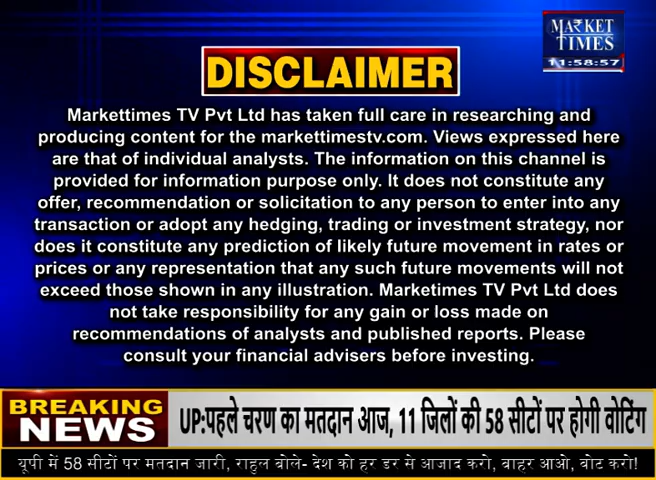 MARKET
TIMES
11:58:57
DISCLAIMER
Markettimes TV Pvt Ltd has taken full care in researching and
producing content for the markettimestv.com. Views expressed here
are that of individual analysts. The information on this channel is
provided for information purpose only. It does not constitute any
offer, recommendation or solicitation to any person to enter into any
transaction or adopt any hedging, trading or investment strategy, nor
does it constitute any prediction of likely future movement in rates or
prices or any representation that any such future movements will not
exceed those shown in any illustration. Marketimes TV Pvt Ltd does
not take responsibility for any gain or loss made on
recommendations of analysts and published reports. Please
consult your financial advisers before investing.
BREAKING
NEWS
UP:पहले चरण का मतदान आज, 11 जिलों की 58 सीटों पर होगी वोटिंग
यूपी में 58 सीटों पर मतदान जारी, राहुल बोले- देश को हर डर से आजाद करो, बाहर आओ, वोट करो!